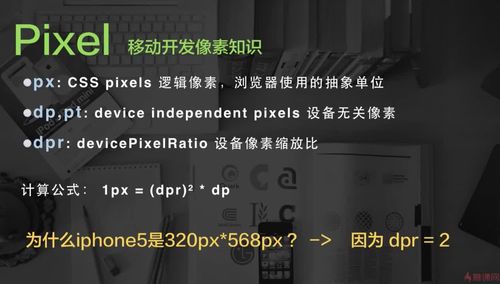 Pixel 移动开发像素知识
px: CSS pixels 逻辑像素，浏览器使用的抽象单位
dp,pt: device independent pixels 设备无关像素
dpr: devicePixelRatio 设备像素缩放比
计算公式： 1px = (dpr)² * dp
为什么iphone5是320px*568px？ -> 因为 dpr = 2
慕课网